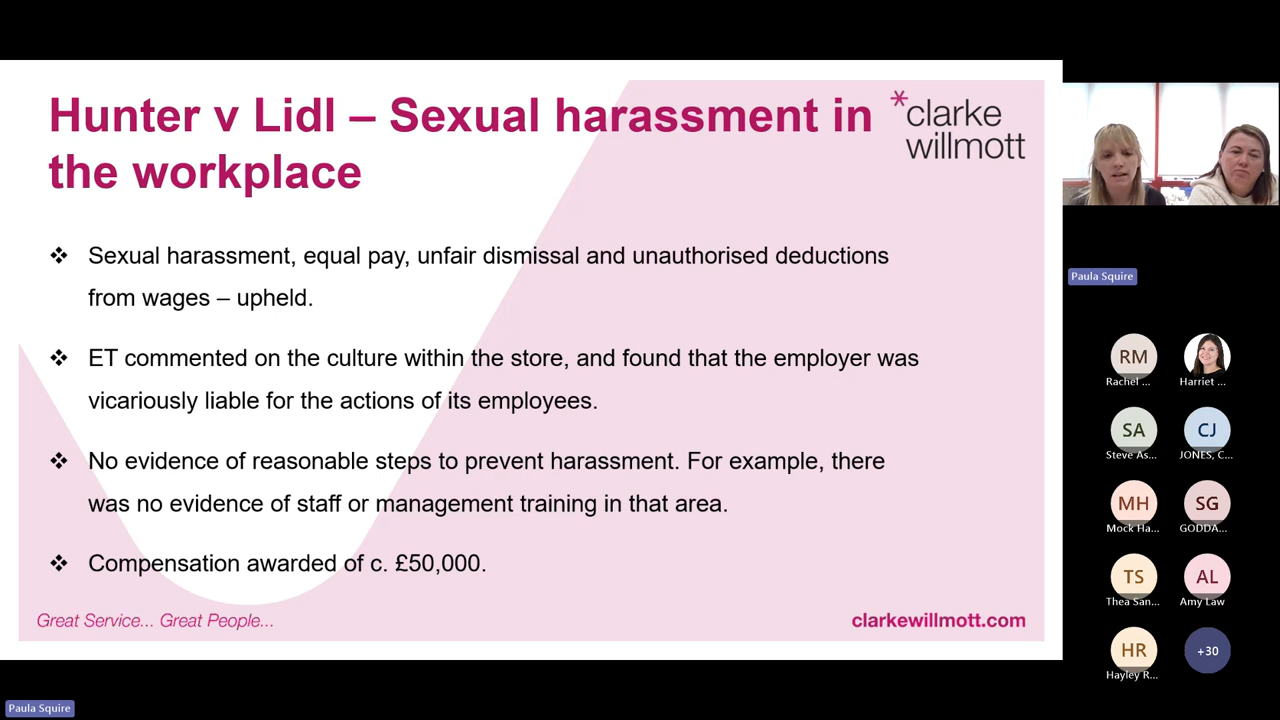 Hunter v Lidl – Sexual harassment in
the workplace
*clarke
willmott
❖ Sexual harassment, equal pay, unfair dismissal and unauthorised deductions
from wages – upheld.
❖ ET commented on the culture within the store, and found that the employer was
vicariously liable for the actions of its employees.
❖ No evidence of reasonable steps to prevent harassment. For example, there
was no evidence of staff or management training in that area.
❖ Compensation awarded of c. £50,000.
Great Service... Great People...
clarkewillmott.com
Paula Squire
RM
Rachel ...
Harriet ...
SA
Steve As...
CJ
JONES, C...
MH
Mock Ha...
SG
GODDA...
TS
Thea San...
AL
Amy Law
HR
Hayley R...
+30
Paula Squire